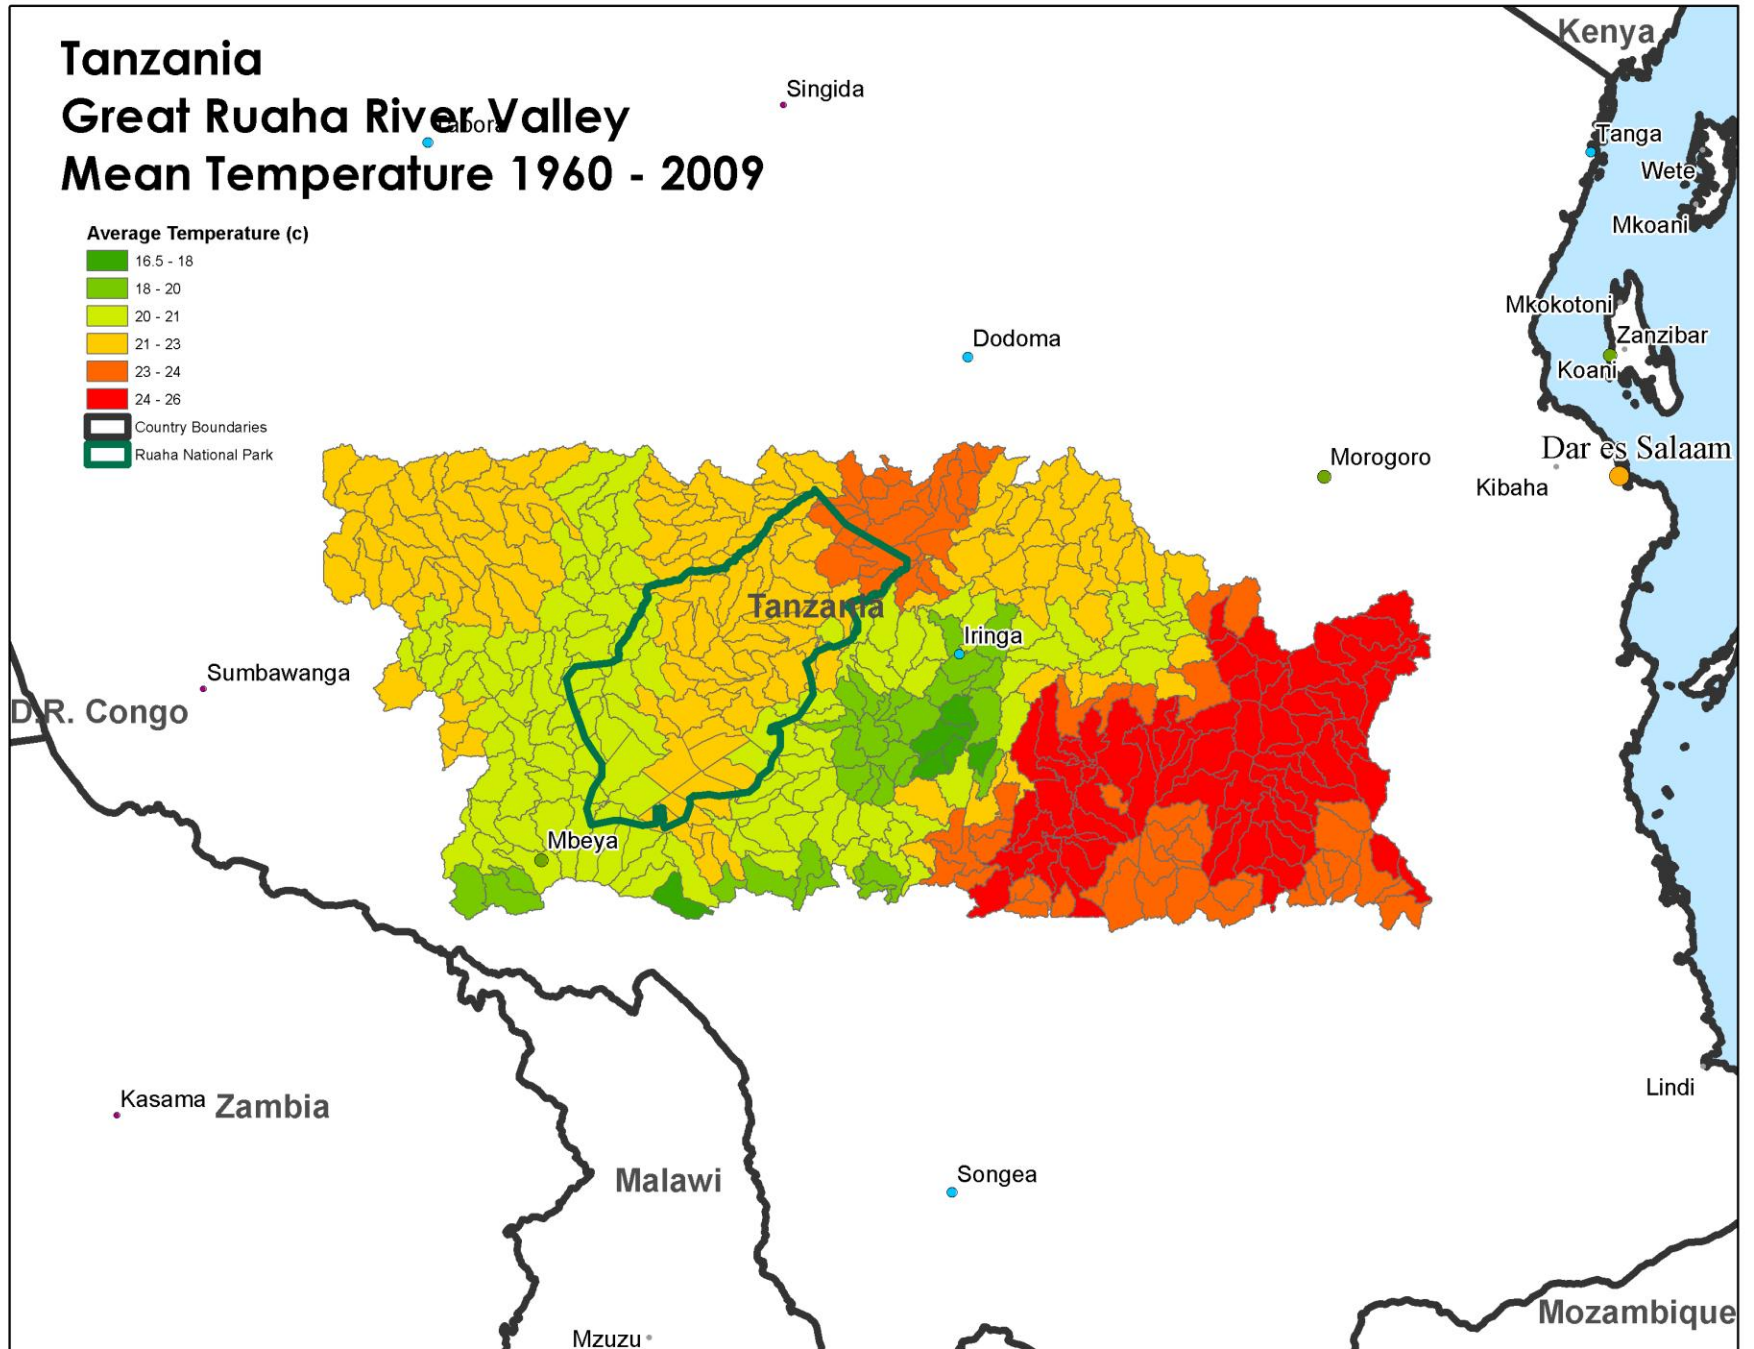 Tanzania
Great Ruaha River Valley
Mean Temperature 1960 - 2009
Tabora
Singida
Kenya
Tanga
Wete
Mkoani
Average Temperature (c)
16.5 - 18
18 - 20
20 - 21
21 - 23
23 - 24
24 - 26
Country Boundaries
Ruaha National Park
Mkokotoni
Zanzibar
Koani
Dodoma
Morogoro
Dar es Salaam
Kibaha
Tanzania
Iringa
Sumbawanga
D.R. Congo
Mbeya
Lindi
Kasama
Zambia
Malawi
Songea
Mozambique
Mzuzu